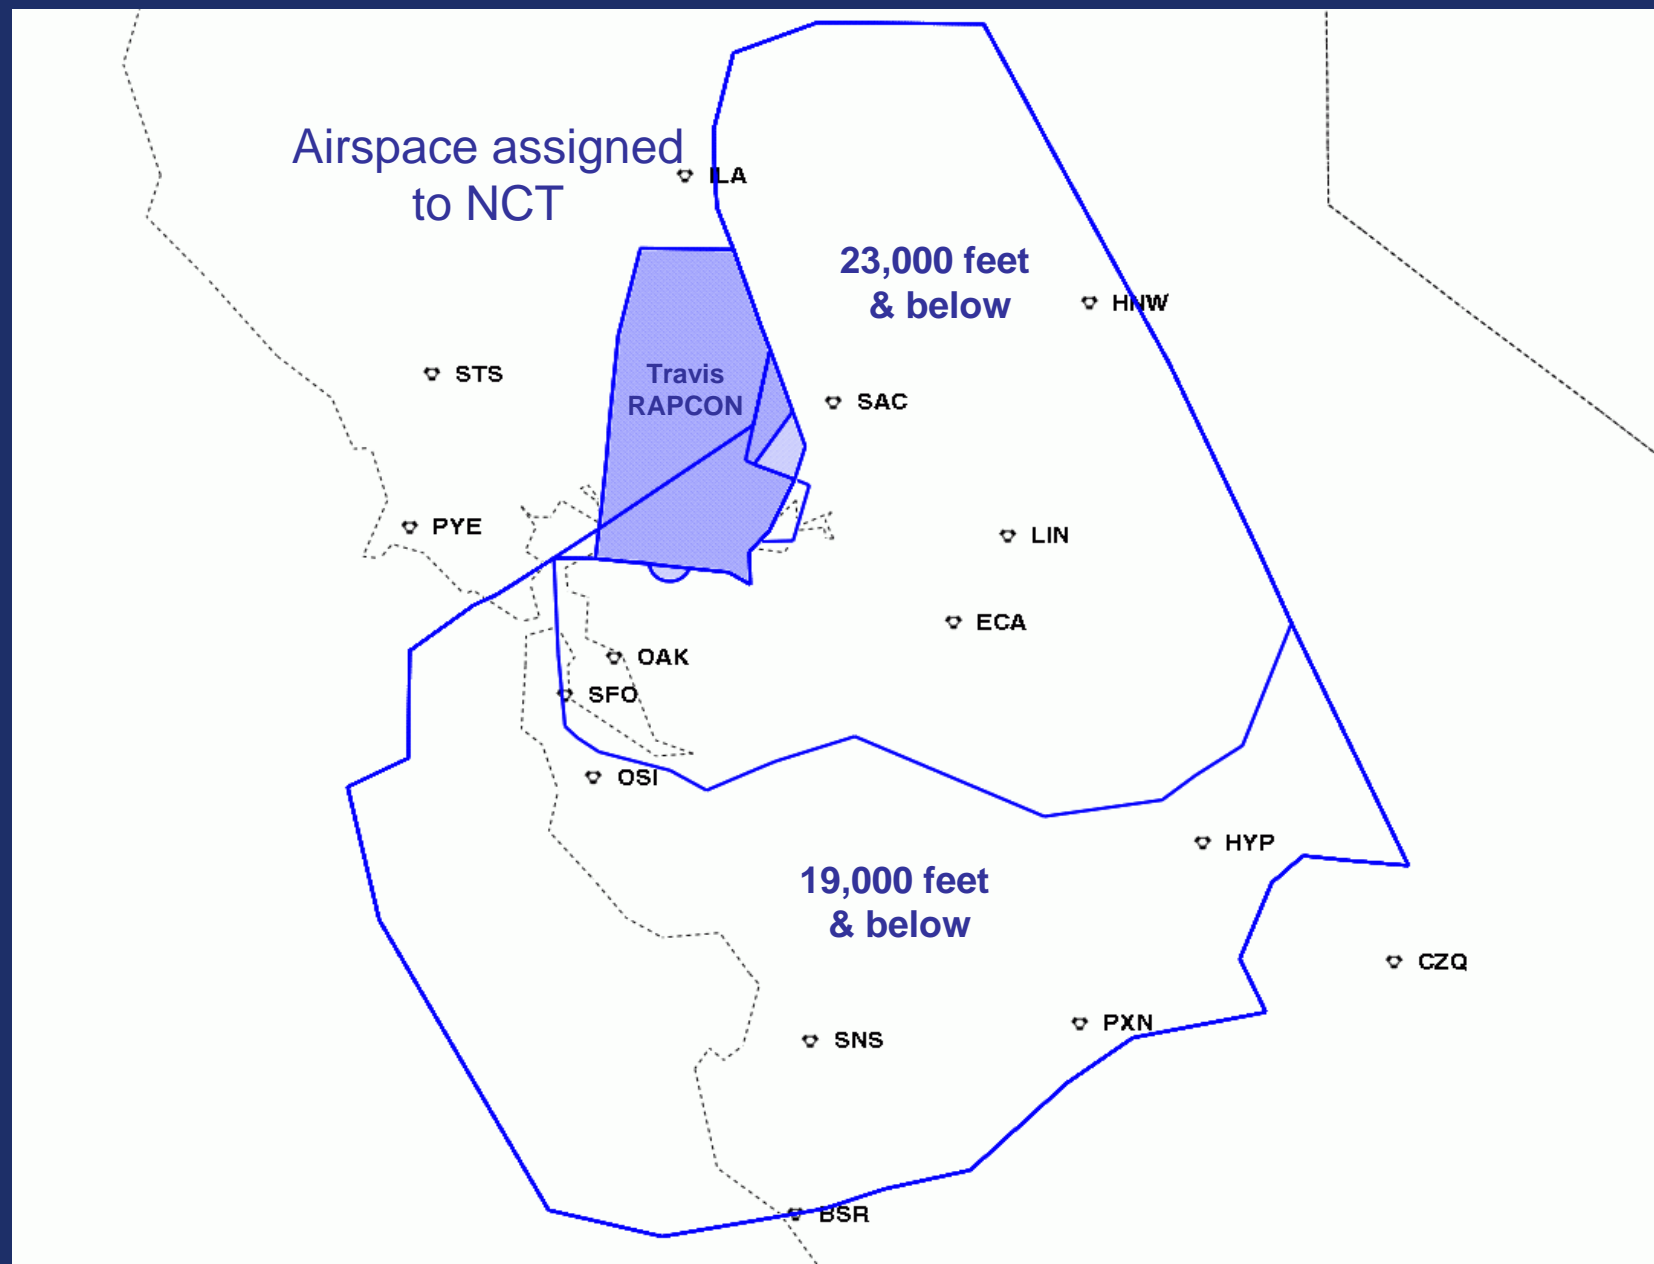 Airspace assigned
to NCT
ILA
23,000 feet
& below
HNW
STS
Travis
RAPCON
SAC
PYE
LIN
ECA
OAK
SFO
OSI
HYP
19,000 feet
& below
CZQ
PXN
SNS
BSR